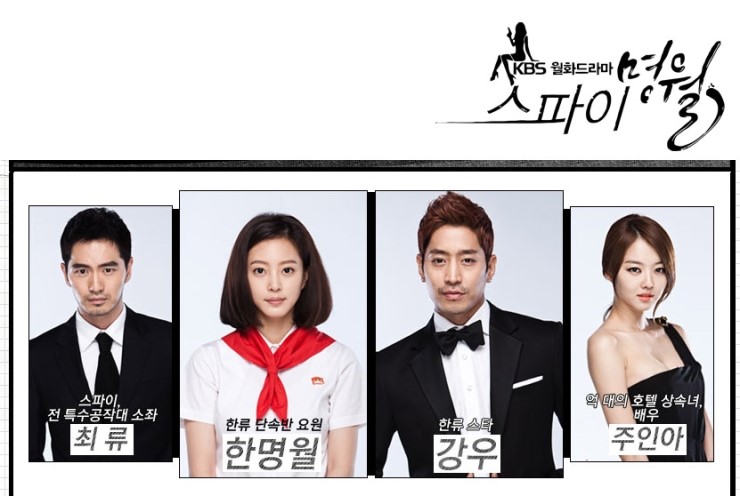 KBS 월화드라마
스파이 명월
스파이,
전 특수공작대 소좌
최 류
한류 단속반 요원
한명월
한류 스타
강우
억 대의 호텔 상속녀,
배우
주인아